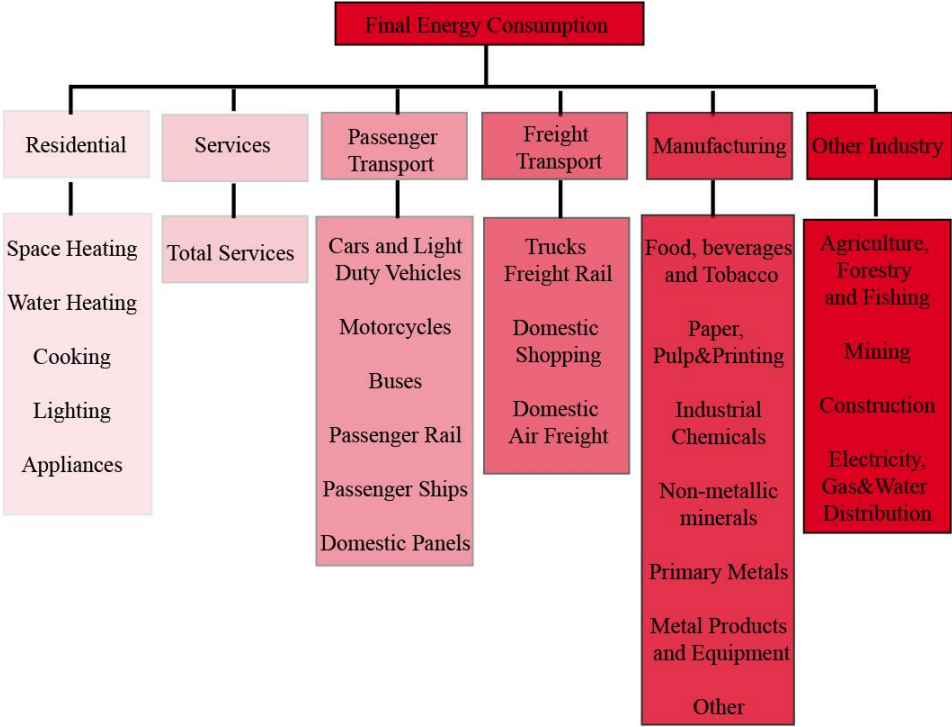 Final Energy Consumption
Residential
Services
Passenger
Transport
Freight
Transport
Manufacturing
Other Industry
Space Heating
Water Heating
Cooking
Lighting
Appliances
Total Services
Cars and Light
Duty Vehicles
Motorcycles
Buses
Passenger Rail
Passenger Ships
Domestic Panels
Trucks
Freight Rail
Domestic
Shopping
Domestic
Air Freight
Food, beverages
and Tobacco
Paper,
Pulp&Printing
Industrial
Chemicals
Non-metallic
minerals
Primary Metals
Metal Products
and Equipment
Other
Agriculture,
Forestry
and Fishing
Mining
Construction
Electricity,
Gas&Water
Distribution